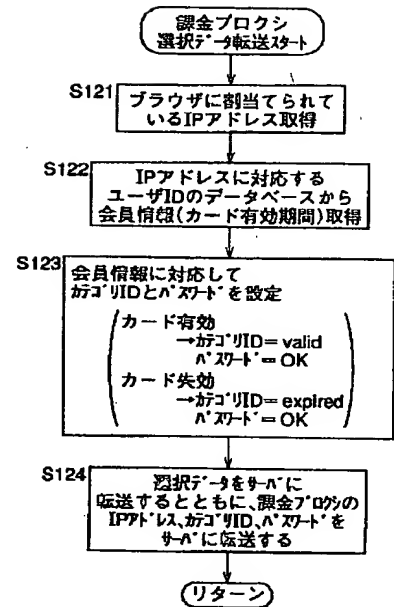 課金プロクシ
選択データ転送スタート
S121
ブラウザに割当てられて
いるIPアドレス取得
S122
IPアドレスに対応する
ユーザIDのデータベースから
会員情報(カード有効期間)取得
S123
会員情報に対応して
カテゴリIDとパスワードを設定
カード有効
→カテゴリID=valid
パスワード=OK
カード失効
→カテゴリID=expired
パスワード=OK
S124
選択データをサーバに
転送するとともに、課金プロクシの
IPアドレス、カテゴリID、パスワードを
サーバに転送する
リターン